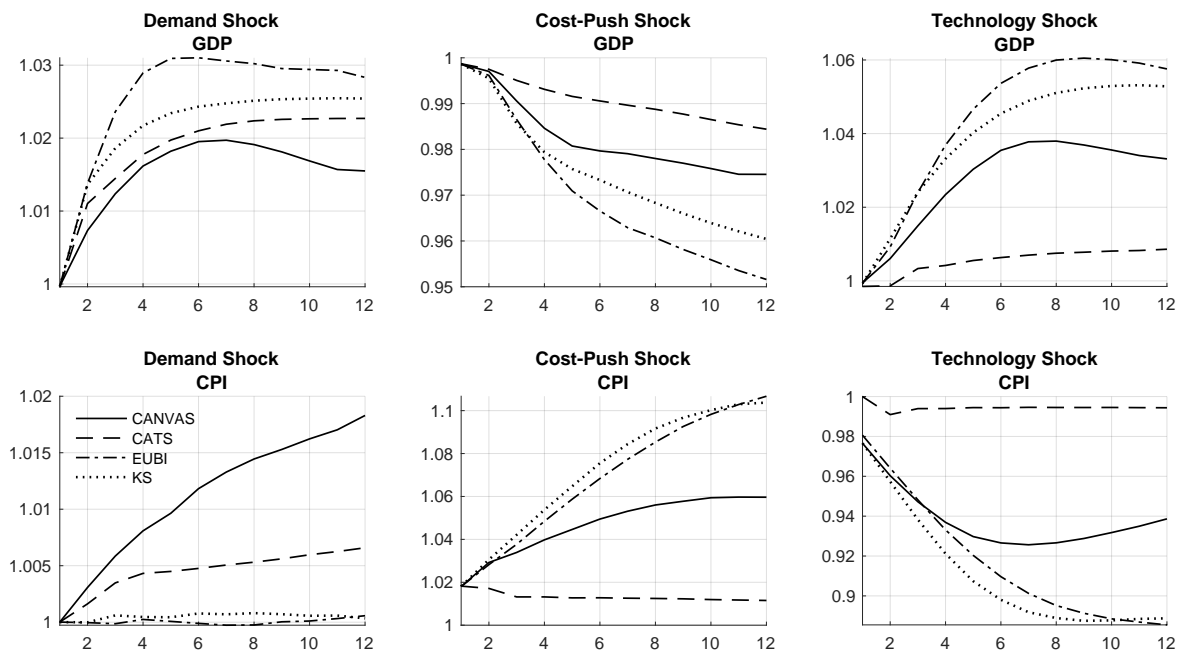 Demand Shock
GDP
1.03
1.02
1.01
1
2 4 6 8 10 12
Cost-Push Shock
GDP
1
0.99
0.98
0.97
0.96
0.95
2 4 6 8 10 12
Technology Shock
GDP
1.06
1.04
1.02
1
2 4 6 8 10 12
Demand Shock
CPI
1.02
1.015
1.01
1.005
1
CANVAS
CATS
EUBI
KS
2 4 6 8 10 12
Cost-Push Shock
CPI
1.1
1.08
1.06
1.04
1.02
1
2 4 6 8 10 12
Technology Shock
CPI
1
0.98
0.96
0.94
0.92
0.9
2 4 6 8 10 12